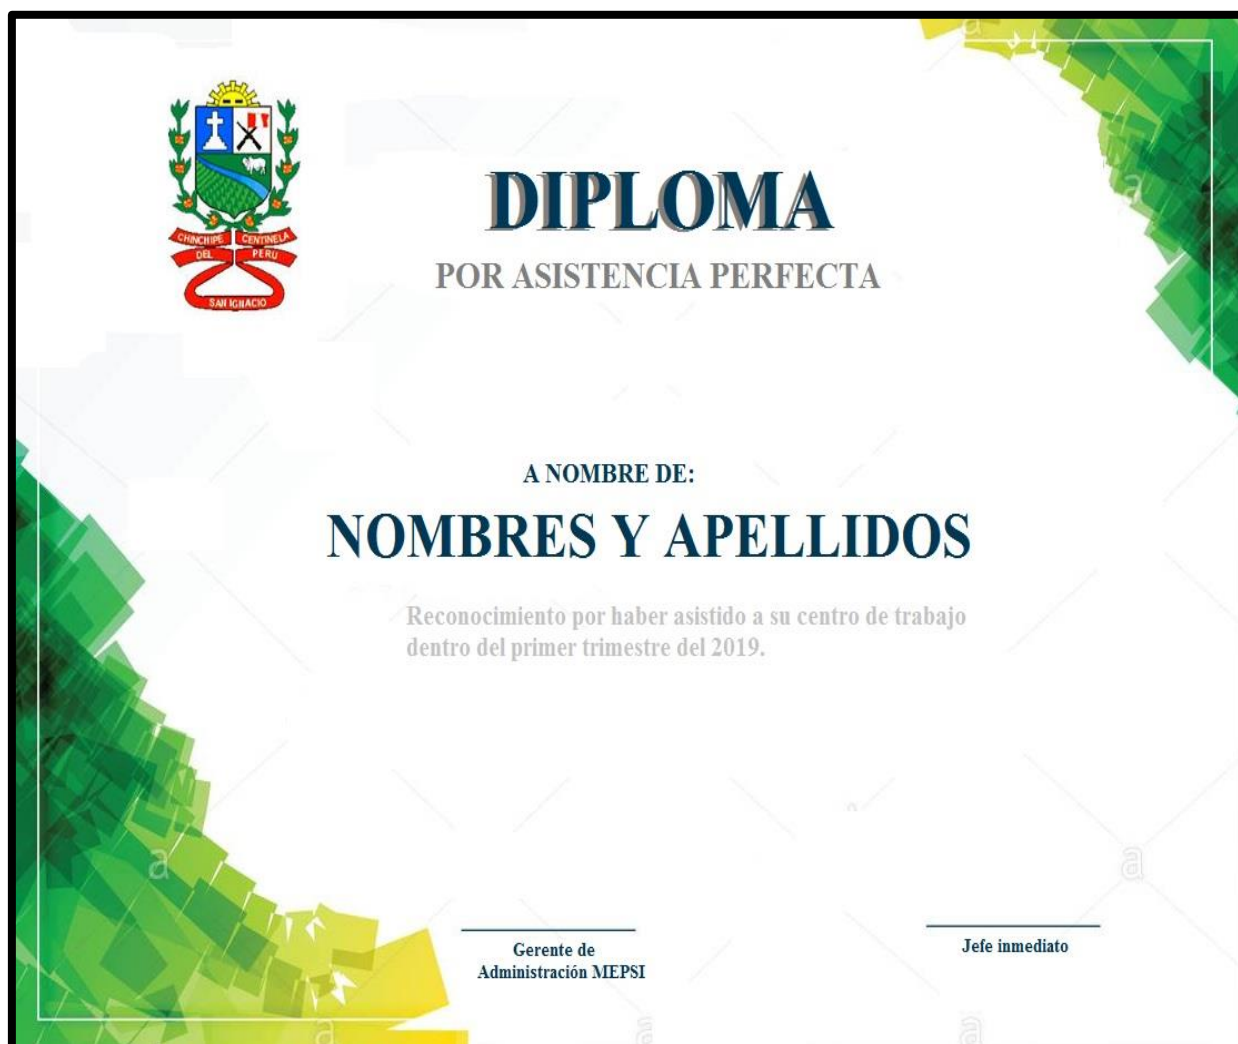 CHINCHIPE CENTINELA
DEL PERU
SAN IGNACIO
DIPLOMA
POR ASISTENCIA PERFECTA
A NOMBRE DE:
NOMBRES Y APELLIDOS
Reconocimiento por haber asistido a su centro de trabajo
dentro del primer trimestre del 2019.
Gerente de
Administración MEPSI
Jefe inmediato
a
a
a
a
a
a
a